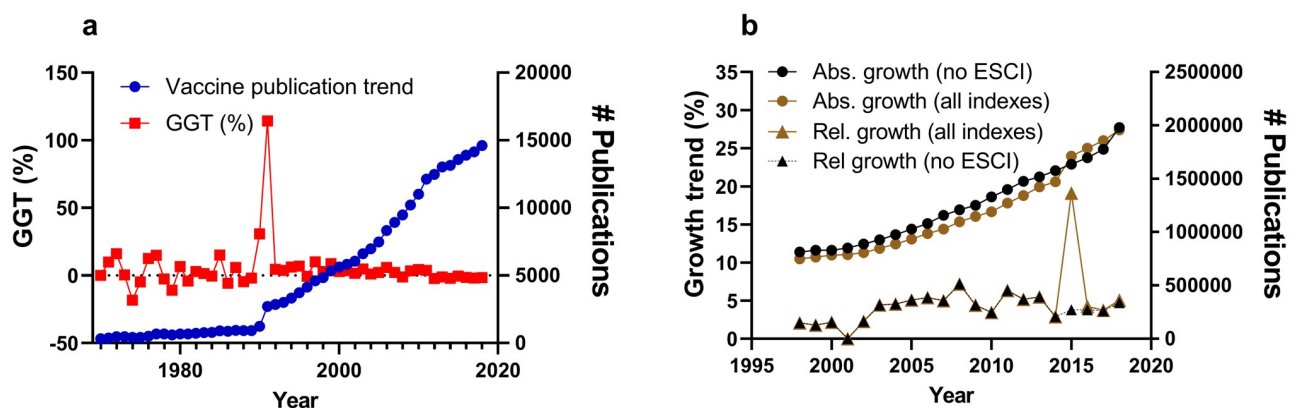 a
150
100
50
0
-50
GGT (%)
Vaccine publication trend
GGT (%)
20000
15000
10000
5000
0
# Publications
1980
2000
2020
Year
b
35
30
25
20
15
10
5
0
Growth trend (%)
Abs. growth (no ESCI)
Abs. growth (all indexes)
Rel. growth (all indexes)
Rel growth (no ESCI)
2500000
2000000
1500000
1000000
500000
0
# Publications
1995
2000
2005
2010
2015
2020
Year